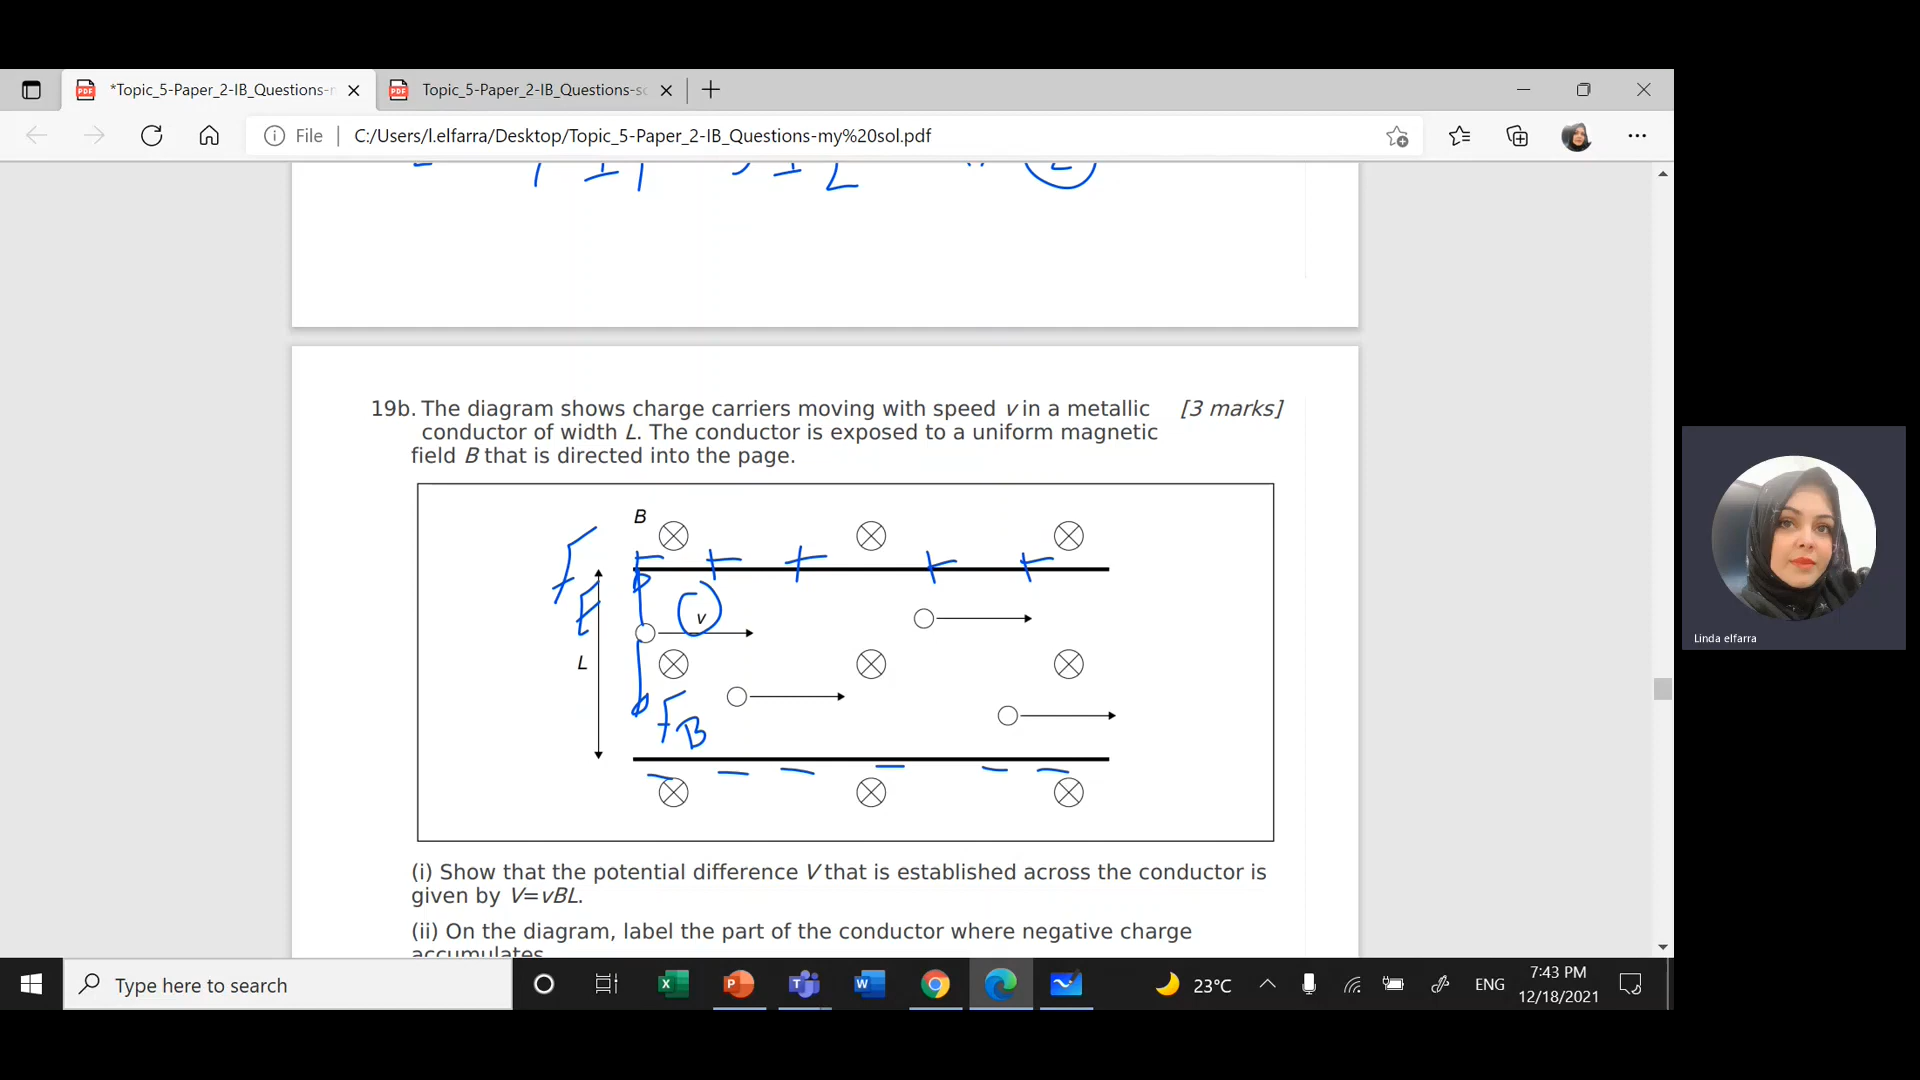 *Topic_5-Paper_2-IB_Questions-m
Topic_5-Paper_2-IB_Questions-so
File
C:/Users/l.elfarra/Desktop/Topic_5-Paper_2-IB_Questions-my%20sol.pdf
19b. The diagram shows charge carriers moving with speed v in a metallic [3 marks]
conductor of width L. The conductor is exposed to a uniform magnetic
field B that is directed into the page.
B
F
E
v
L
FB
(i) Show that the potential difference V that is established across the conductor is
given by V=vBL.
(ii) On the diagram, label the part of the conductor where negative charge
accumulates.
Linda elfarra
Type here to search
23°C
ENG
7:43 PM
12/18/2021